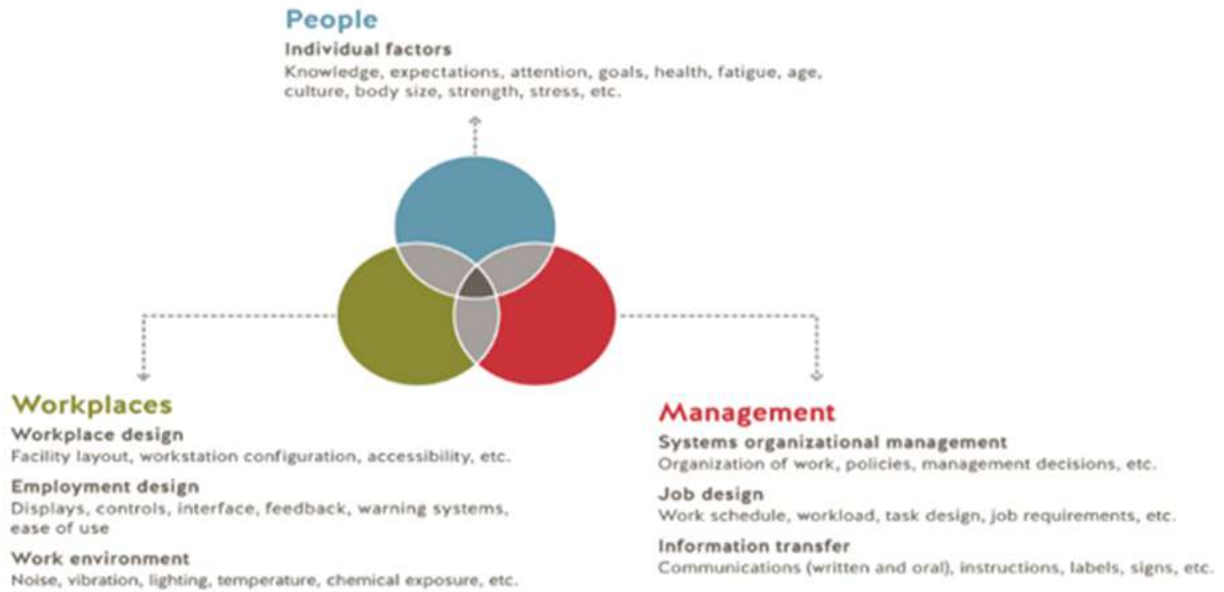 People
Individual factors
Knowledge, expectations, attention, goals, health, fatigue, age,
culture, body size, strength, stress, etc.
Workplaces
Workplace design
Facility layout, workstation configuration, accessibility, etc.
Employment design
Displays, controls, interface, feedback, warning systems,
ease of use
Work environment
Noise, vibration, lighting, temperature, chemical exposure, etc.
Management
Systems organizational management
Organization of work, policies, management decisions, etc.
Job design
Work schedule, workload, task design, job requirements, etc.
Information transfer
Communications (written and oral), instructions, labels, signs, etc.